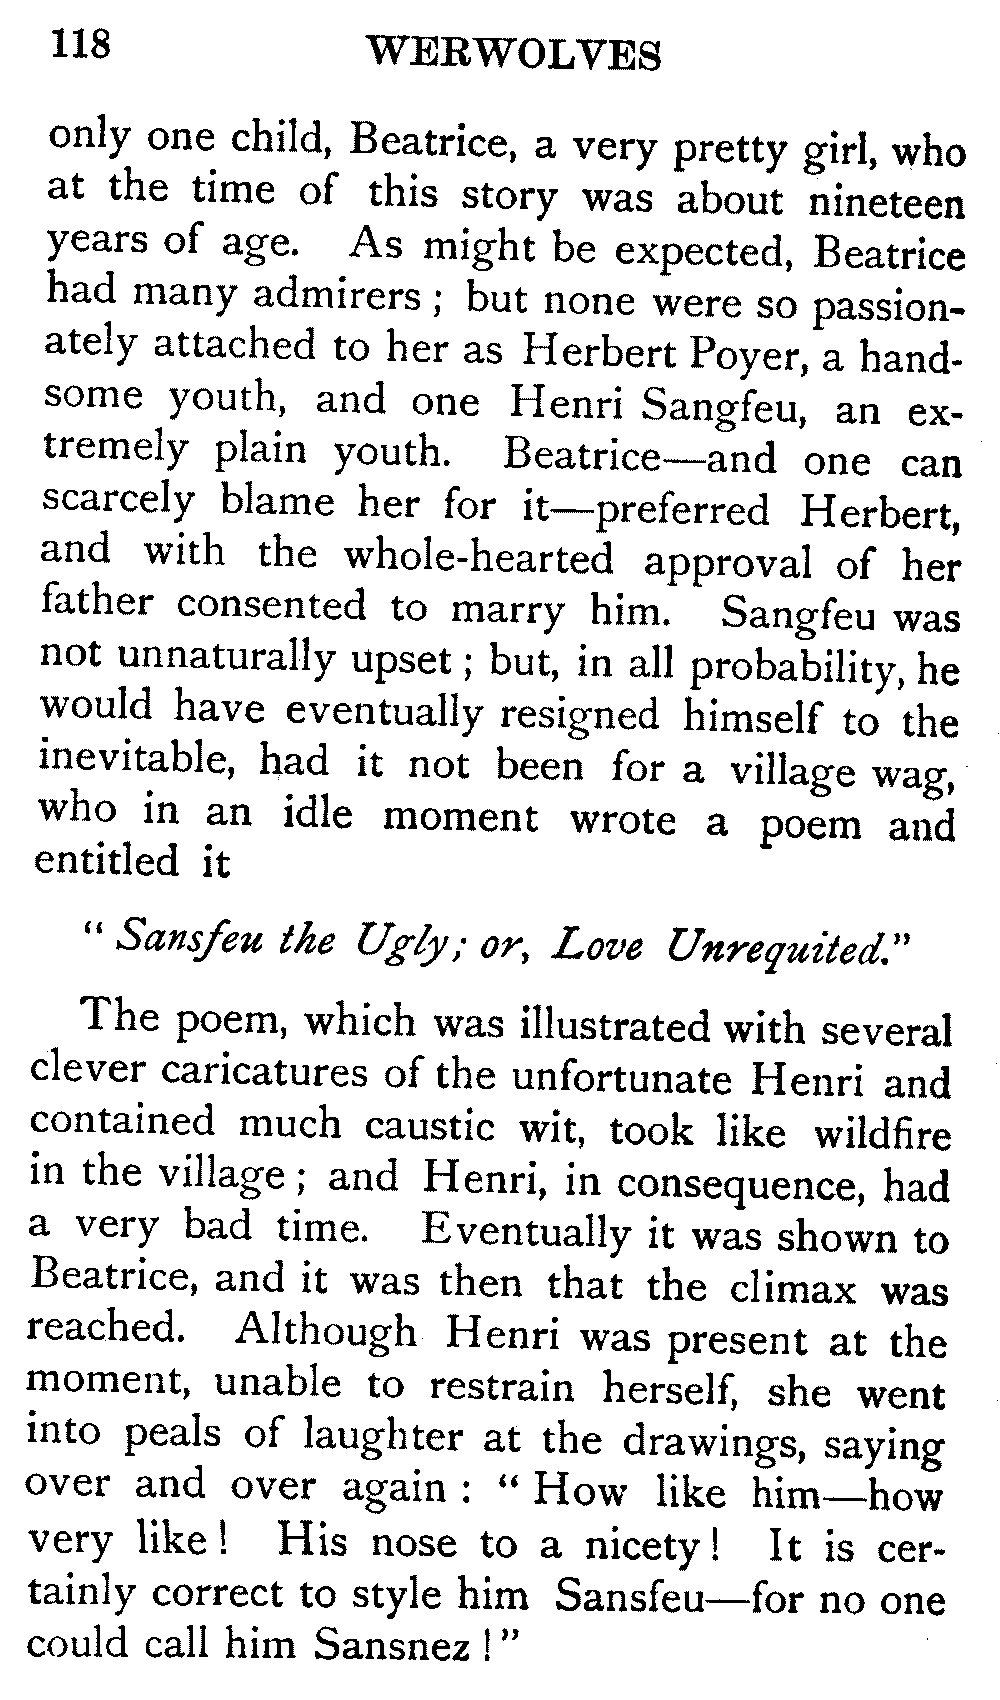 118 WERWOLVES
only one child, Beatrice, a very pretty girl, who
at the time of this story was about nineteen
years of age. As might be expected, Beatrice
had many admirers ; but none were so passion-
ately attached to her as Herbert Poyer, a hand-
some youth, and one Henri Sangfeu, an ex-
tremely plain youth. Beatrice—and one can
scarcely blame her for it—preferred Herbert,
and with the whole-hearted approval of her
father consented to marry him. Sangfeu was
not unnaturally upset ; but, in all probability, he
would have eventually resigned himself to the
inevitable, had it not been for a village wag,
who in an idle moment wrote a poem and
entitled it
“ Sansfeu the Ugly; or, Love Unrequited.”
The poem, which was illustrated with several
clever caricatures of the unfortunate Henri and
contained much caustic wit, took like wildfire
in the village ; and Henri, in consequence, had
a very bad time. Eventually it was shown to
Beatrice, and it was then that the climax was
reached. Although Henri was present at the
moment, unable to restrain herself, she went
into peals of laughter at the drawings, saying
over and over again : “ How like him—how
very like ! His nose to a nicety ! It is cer-
tainly correct to style him Sansfeu—for no one
could call him Sansnez ! ”